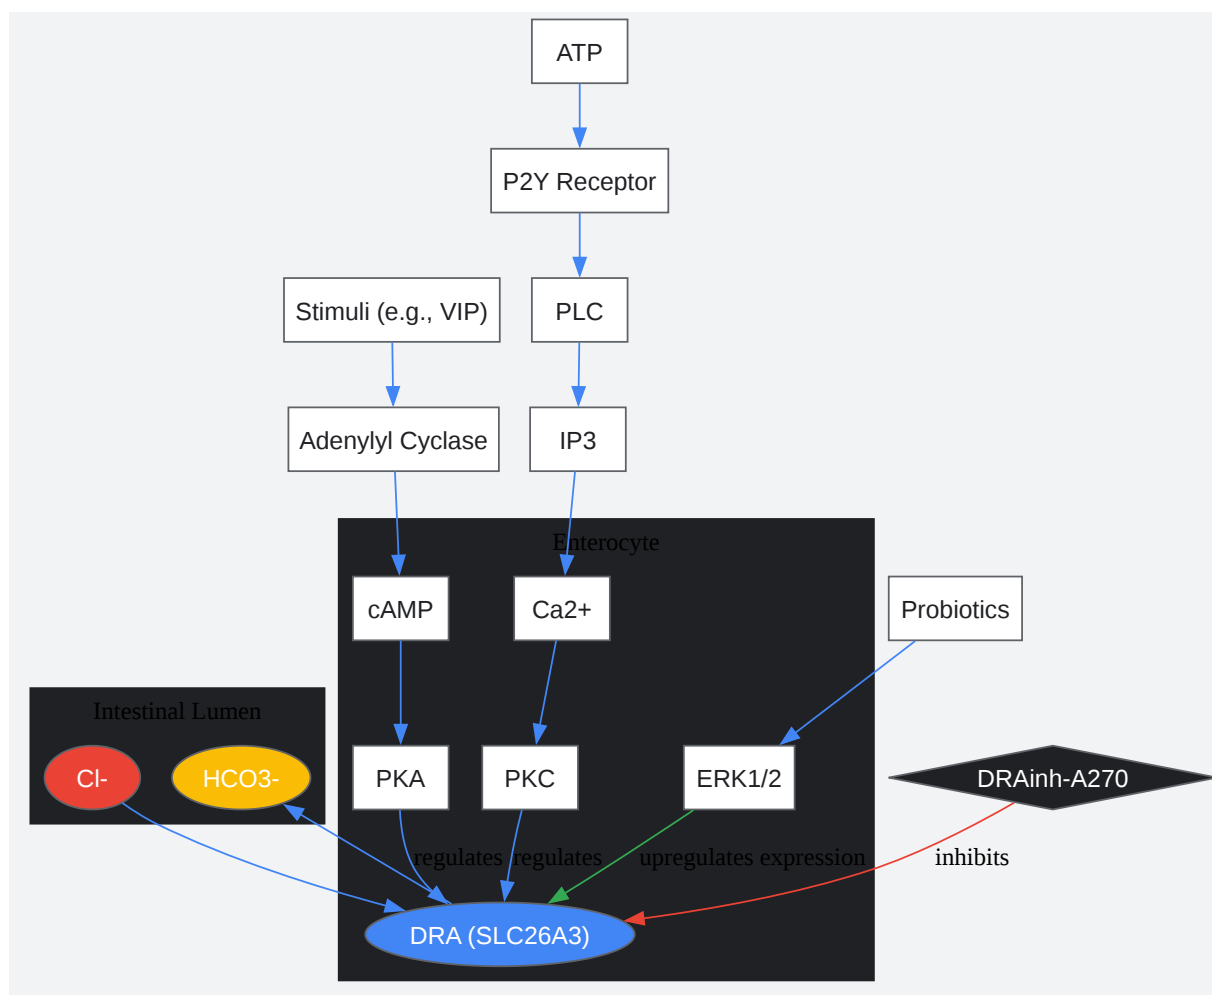 ATP
P2Y Receptor
Stimuli (e.g., VIP)
PLC
Adenylyl Cyclase
IP3
Enterocyte
cAMP
Ca2+
Probiotics
Intestinal Lumen
Cl-
HCO3-
PKA
PKC
ERK1/2
DRAinh-A270
regulates
regulates
upregulates expression
inhibits
DRA (SLC26A3)